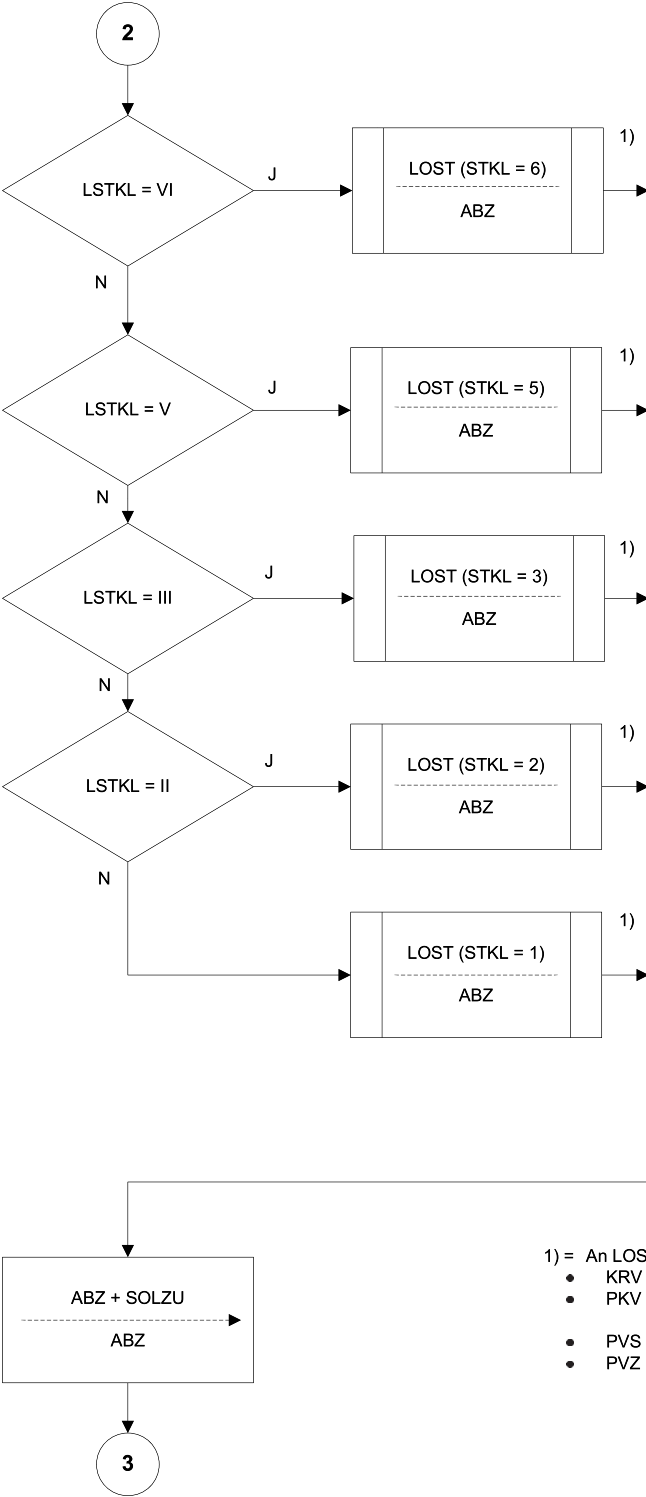 2
LSTKL = VI
J
LOST (STKL = 6)
ABZ
1)
N
LSTKL = V
J
LOST (STKL = 5)
ABZ
1)
N
LSTKL = III
J
LOST (STKL = 3)
ABZ
1)
N
LSTKL = II
J
LOST (STKL = 2)
ABZ
1)
N
LOST (STKL = 1)
ABZ
1)
ABZ + SOLZU
ABZ
1) = An LOS
• KRV
• PKV
• PVS
• PVZ
3